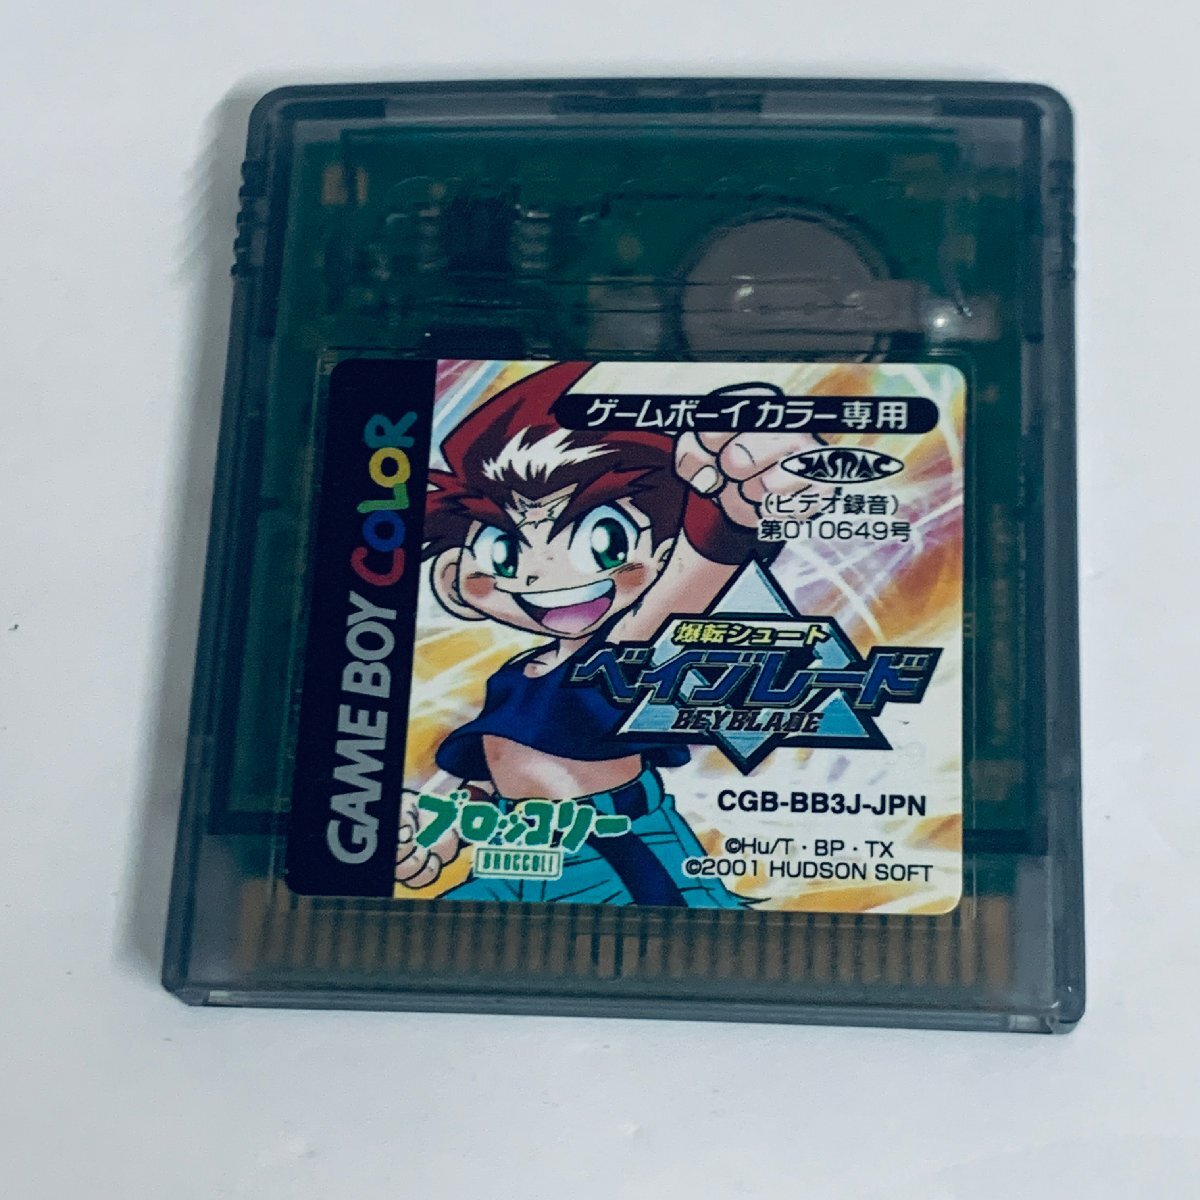 GAME BOY COLOR
ゲームボーイカラー専用
JASRAC
(ビデオ録音)
第010649号
爆転シュート
ベイブレード
BEYBLADE
CGB-BB3J-JPN
ブロッコリー
BROCCOLI
©Hu/T・BP・TX
©2001 HUDSON SOFT